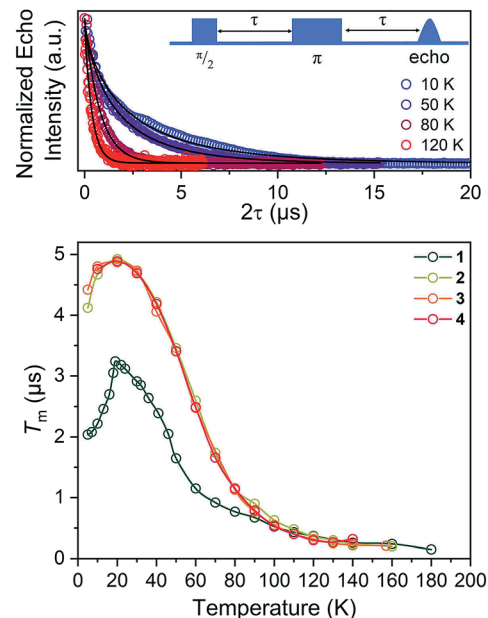 Normalized Echo
Intensity (a.u.)
π/2
τ
π
τ
echo
10 K
50 K
80 K
120 K
0
5
10
15
20
2τ (µs)
5
4
3
2
1
0
Tm (µs)
1
2
3
4
0 20 40 60 80 100 120 140 160 180 200
Temperature (K)